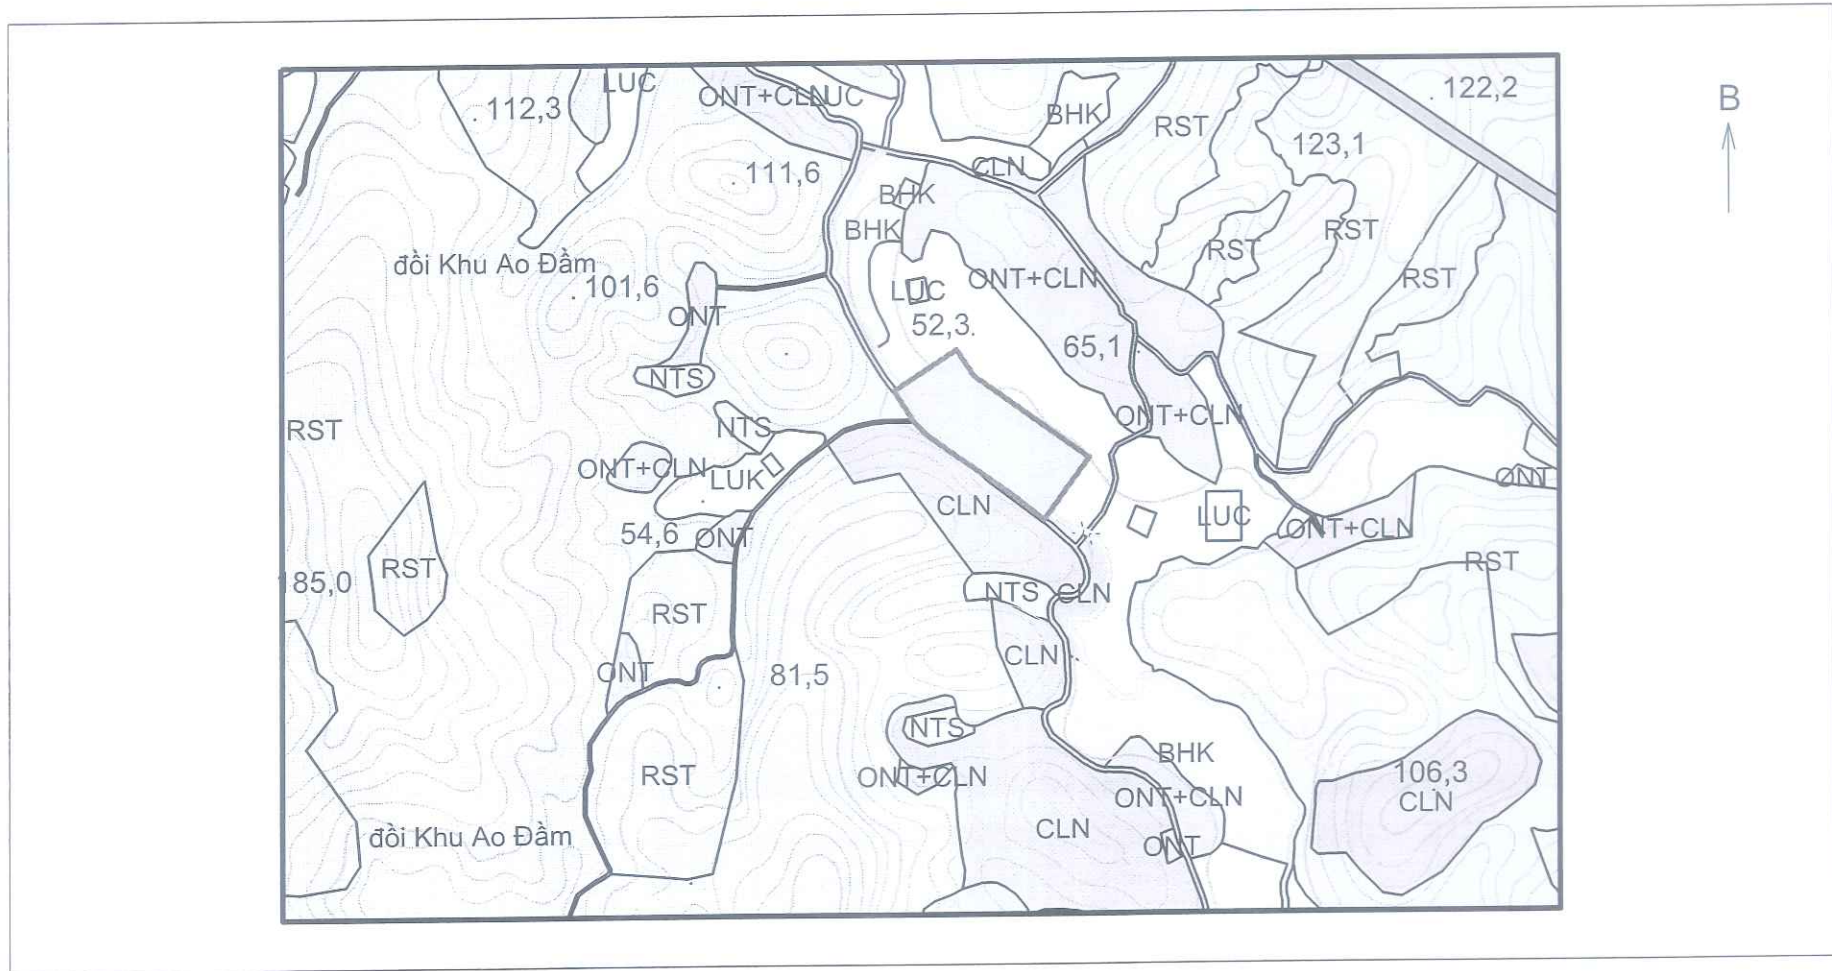 LUC
122,2
ONT+CLN
LUC
B
112,3
BHK
RST
123,1
CLN
111,6
BHK
BHK
RST
RST
đồi Khu Ao Đầm
ONT+CLN
RST
101,6
LUC
ONT
52,3
65,1
NTS
ONT+CLN
NTS
RST
ONT+CLN
LUK
ONT
CLN
LUC
ONT+CLN
54,6
ONT
RST
RST
185,0
NTS
CLN
RST
CLN
ONT
81,5
NTS
BHK
RST
ONT+CLN
106,3
CLN
ONT+CLN
CLN
đồi Khu Ao Đầm
ONT